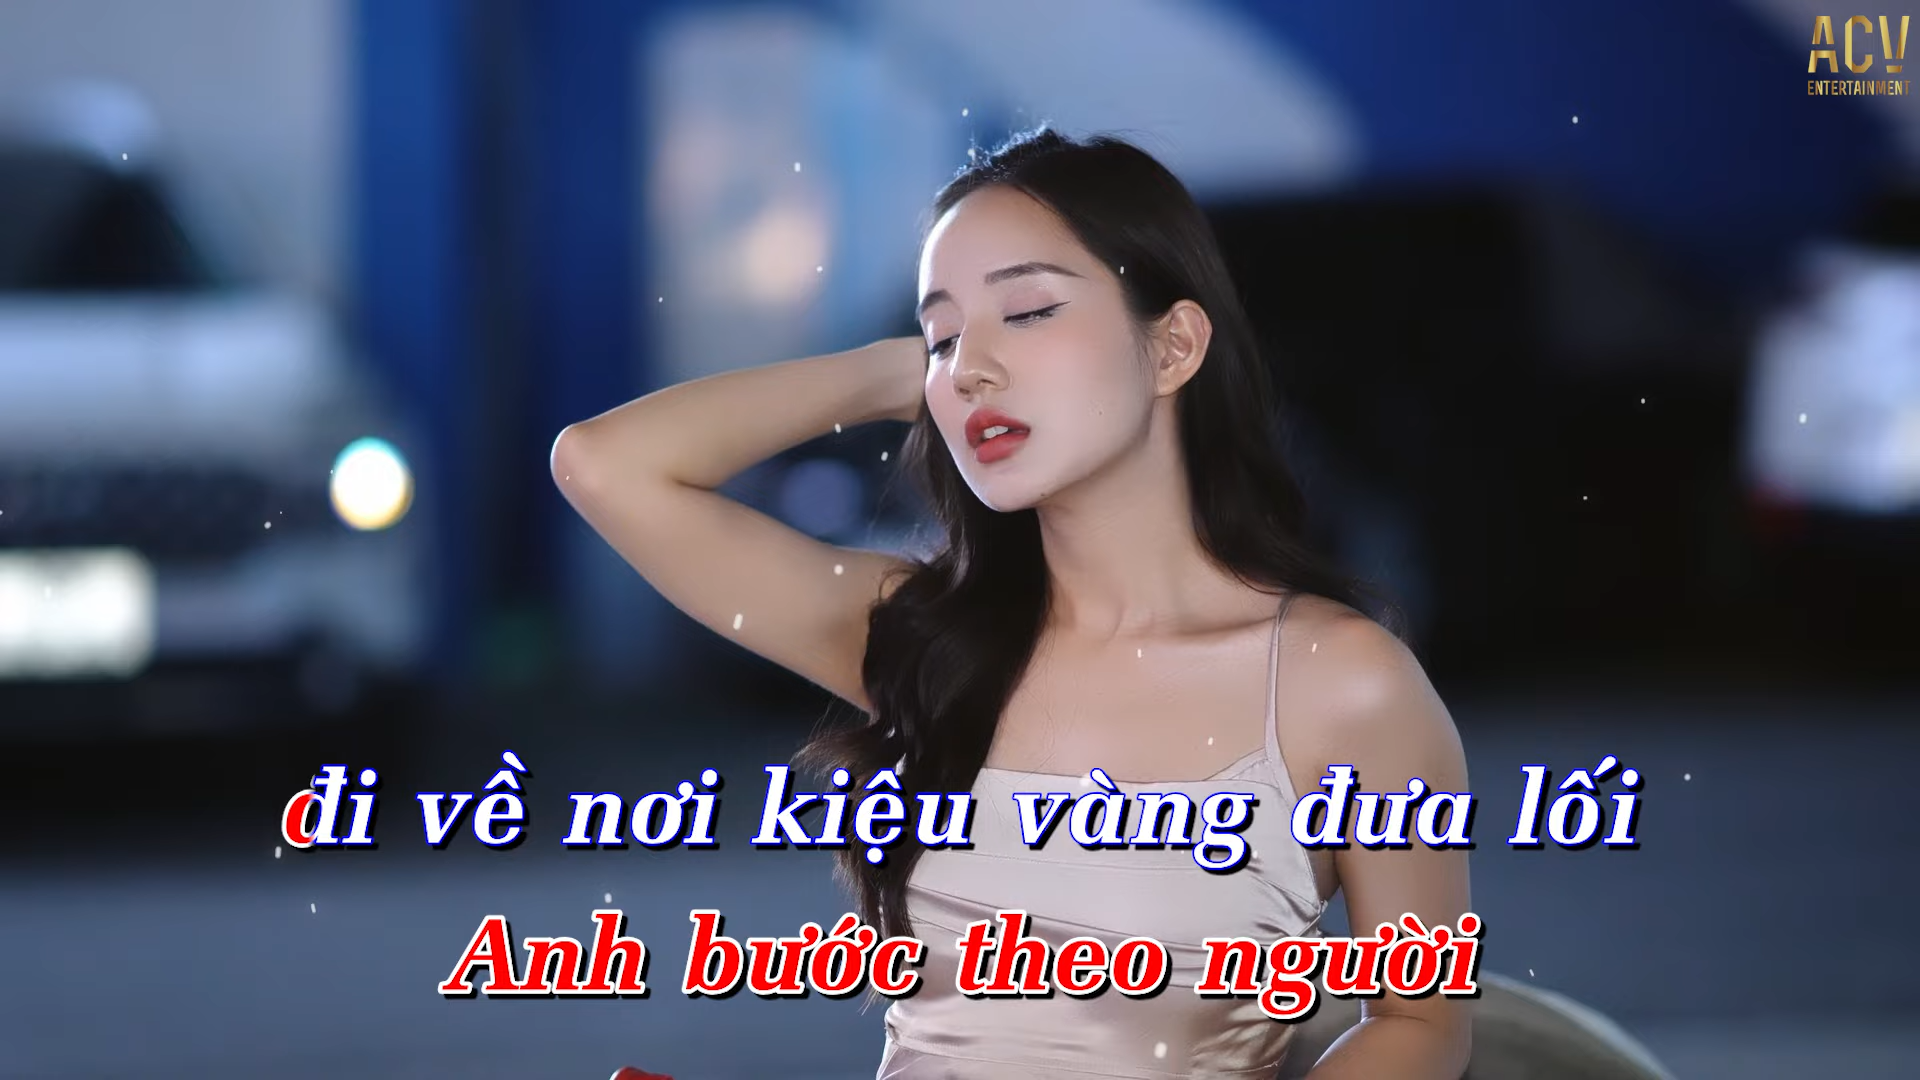 ACV
ENTERTAINMENT
đi về nơi kiệu vàng đưa lối
Anh bước theo người